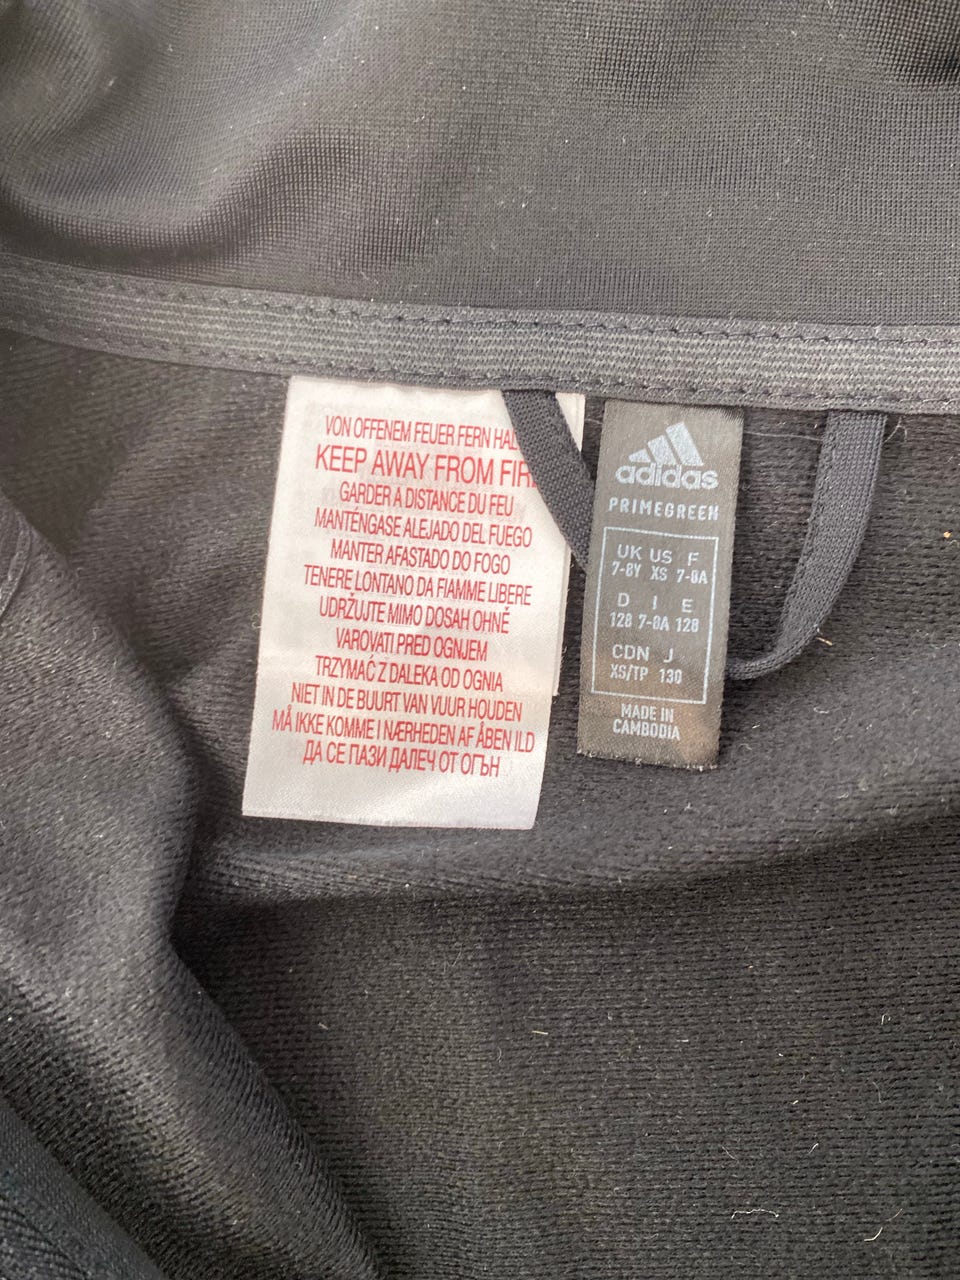 VON OFFENEM FEUER FERN
KEEP AWAY FROM
GARDER A DISTANCE DU FEU
MANTÉNGASE ALEJADO DEL FUEGO
MANTER AFASTADO DO FOGO
TENERE LONTANO DA FIAMME LIBERE
UDRŽUJTE MIMO DOSAH OHNĚ
VAROVATI PRED OGNJEM
TRZYMAĆ Z DALEKA OD OGNIA
NIET IN DE BUURT VAN VUUR HOUDEN
MÅ IKKE KOMME I NÆRHEDEN AF ÅBEN ILD
ДА СЕ ПАЗИ ДАЛЕЧ ОТ ОГЪН
adidas
PRIMEGREEN
UK US F
7-8Y XS 7-8A
D I E
128 7-8A 128
CDN J
XS/TP 130
MADE IN
CAMBODIA